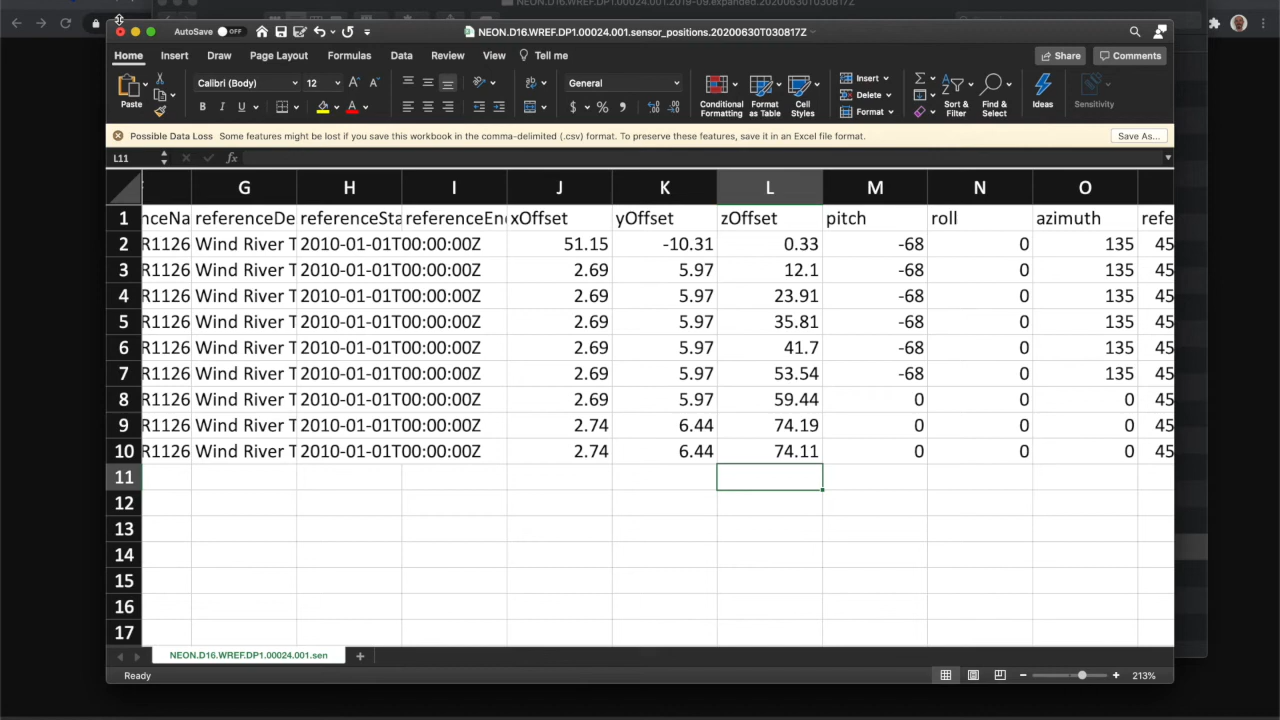 NEON.D16.WREF.DP1.00024.001.2019-09.expanded.20200630T030817Z
AutoSave OFF
NEON.D16.WREF.DP1.00024.001.sensor_positions.20200630T030817Z
Home Insert Draw Page Layout Formulas Data Review View Tell me Share Comments
Paste Calibri (Body) 12 General Insert
B I U Conditional Formatting Format as Table Cell Styles Delete Sort & Filter Find & Select Ideas Sensitivity
Format
Possible Data Loss Some features might be lost if you save this workbook in the comma-delimited (.csv) format. To preserve these features, save it in an Excel file format. Save As...
L11 fx
G H I J K L M N O
1 nceNa referenceDe referenceSta referenceEnd xOffset yOffset zOffset pitch roll azimuth refe
2 R1126 Wind River T 2010-01-01T00:00:00Z 51.15 -10.31 0.33 -68 0 135 45
3 R1126 Wind River T 2010-01-01T00:00:00Z 2.69 5.97 12.1 -68 0 135 45
4 R1126 Wind River T 2010-01-01T00:00:00Z 2.69 5.97 23.91 -68 0 135 45
5 R1126 Wind River T 2010-01-01T00:00:00Z 2.69 5.97 35.81 -68 0 135 45
6 R1126 Wind River T 2010-01-01T00:00:00Z 2.69 5.97 41.7 -68 0 135 45
7 R1126 Wind River T 2010-01-01T00:00:00Z 2.69 5.97 53.54 -68 0 135 45
8 R1126 Wind River T 2010-01-01T00:00:00Z 2.69 5.97 59.44 0 0 0 45
9 R1126 Wind River T 2010-01-01T00:00:00Z 2.74 6.44 74.19 0 0 0 45
10 R1126 Wind River T 2010-01-01T00:00:00Z 2.74 6.44 74.11 0 0 0 45
11
12
13
14
15
16
17
NEON.D16.WREF.DP1.00024.001.sen
Ready 213%